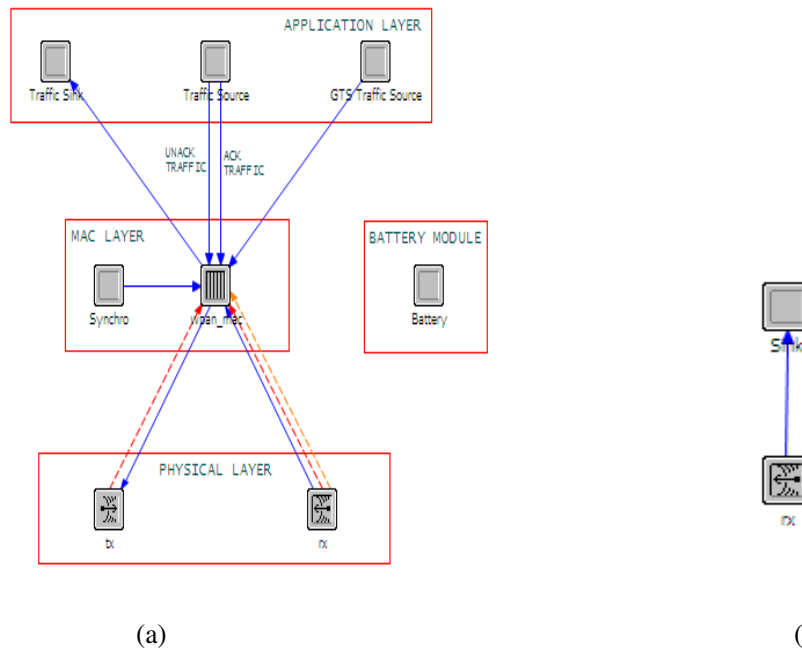 APPLICATION LAYER
Traffic Sink
Traffic Source
GTS Traffic Source
UNACK
TRAFFIC
ACK
TRAFFIC
MAC LAYER
Synchro
wpan_mac
BATTERY MODULE
Battery
Sink
PHYSICAL LAYER
tx
rx
rx
(a)
(